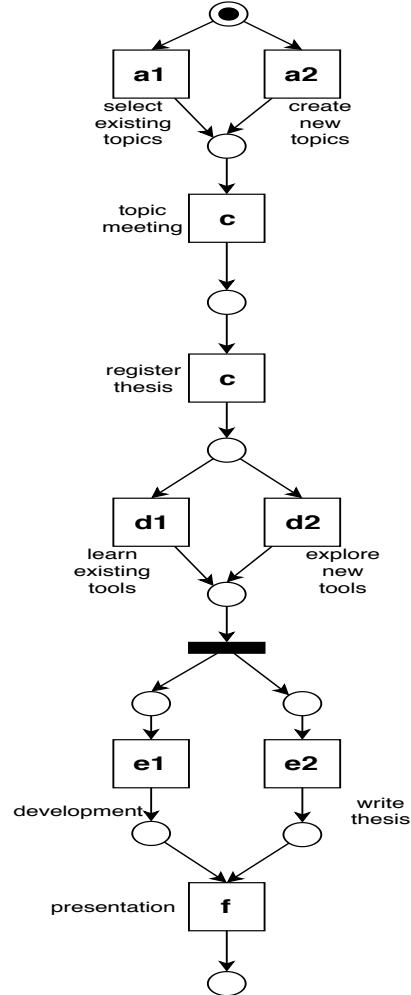 a1
a2
select
existing
topics
create
new
topics
topic
meeting
c
register
thesis
c
d1
d2
learn
existing
tools
explore
new
tools
e1
e2
development
write
thesis
presentation
f